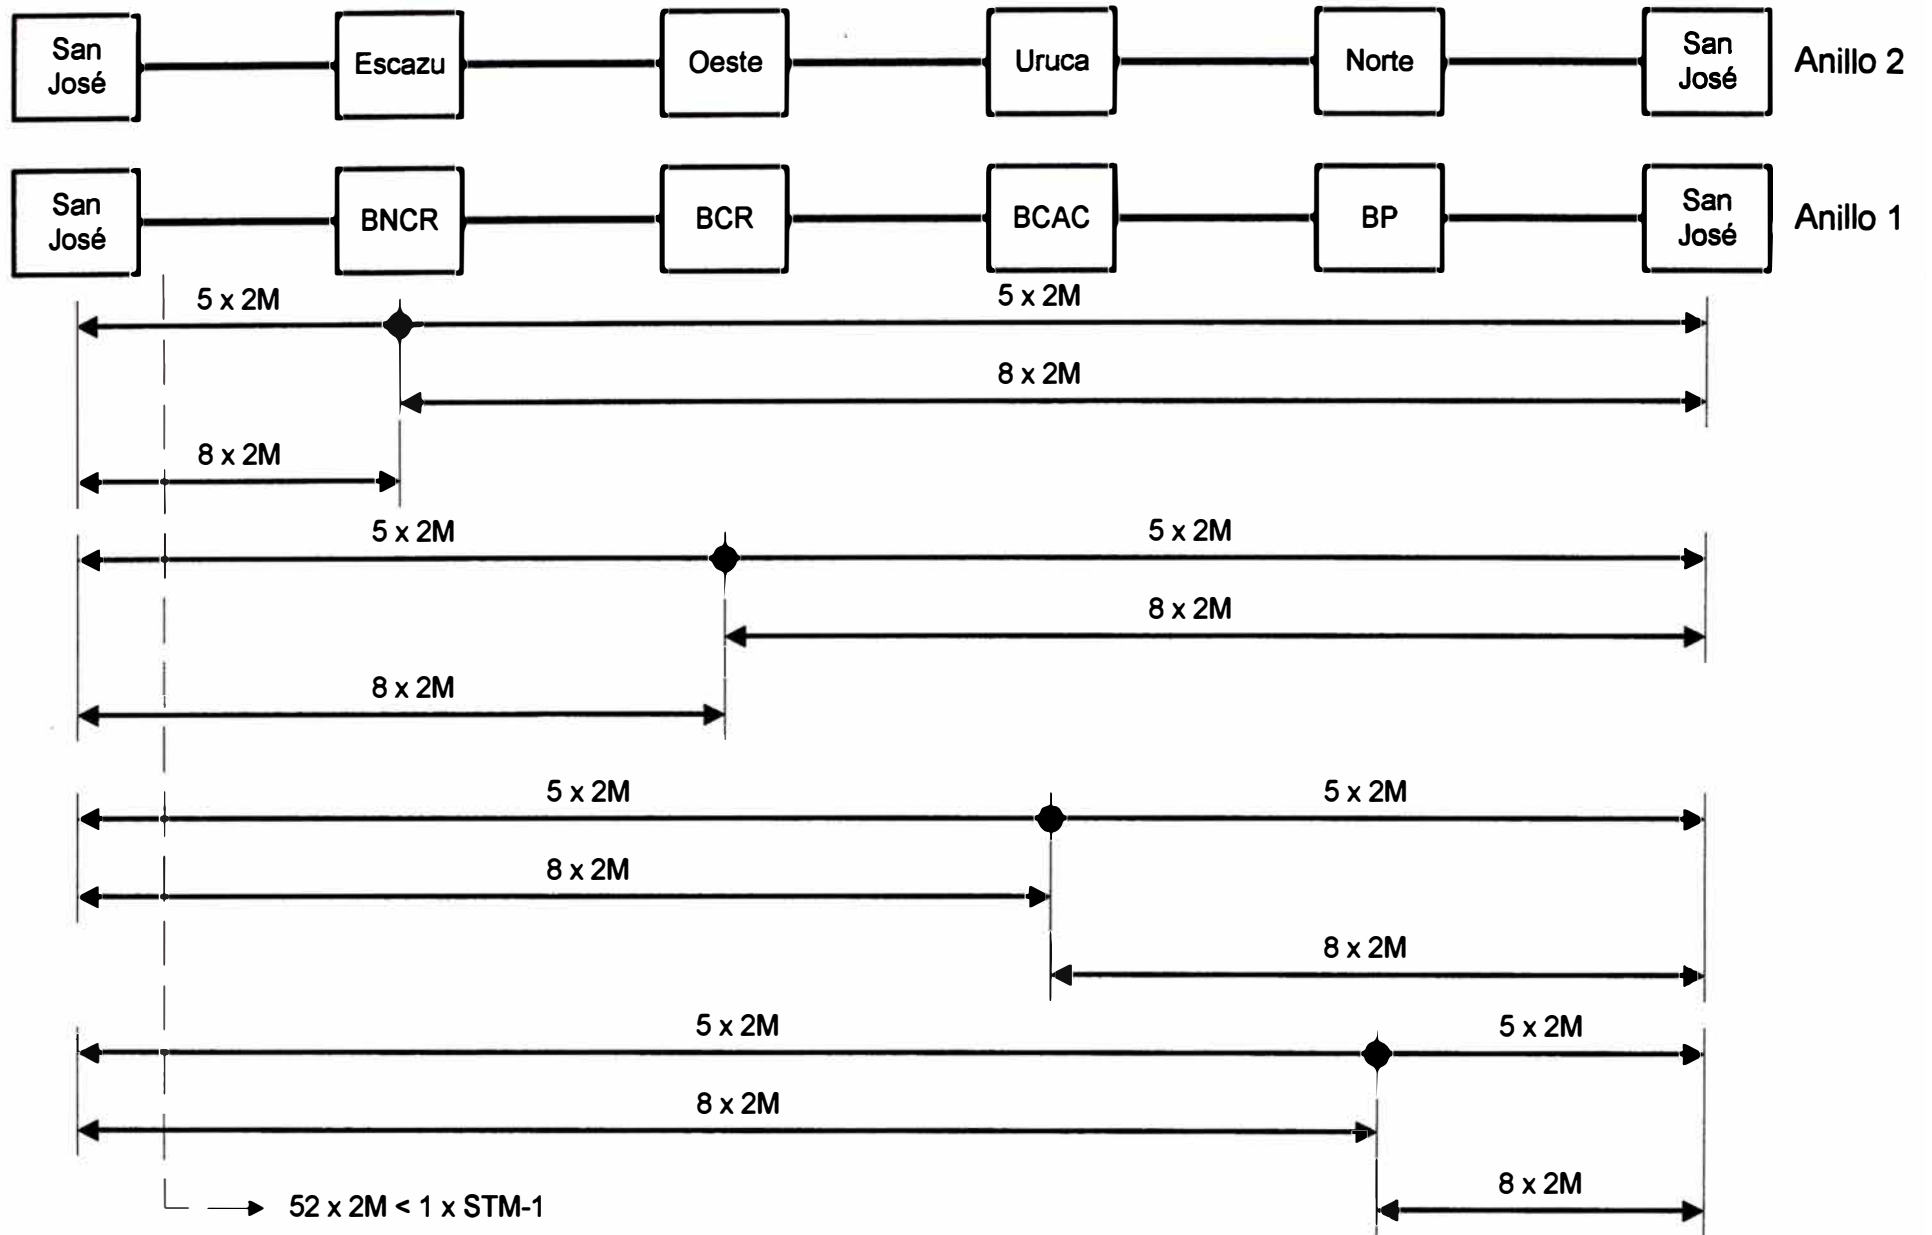 San José Escazu Oeste Uruca Norte San José Anillo 2
San José BNCR BCR BCAC BP San José Anillo 1
5 x 2M 5 x 2M
8 x 2M
8 x 2M
5 x 2M 5 x 2M
8 x 2M
8 x 2M
5 x 2M 5 x 2M
8 x 2M
8 x 2M
5 x 2M 5 x 2M
8 x 2M
8 x 2M
52 x 2M < 1 x STM-1